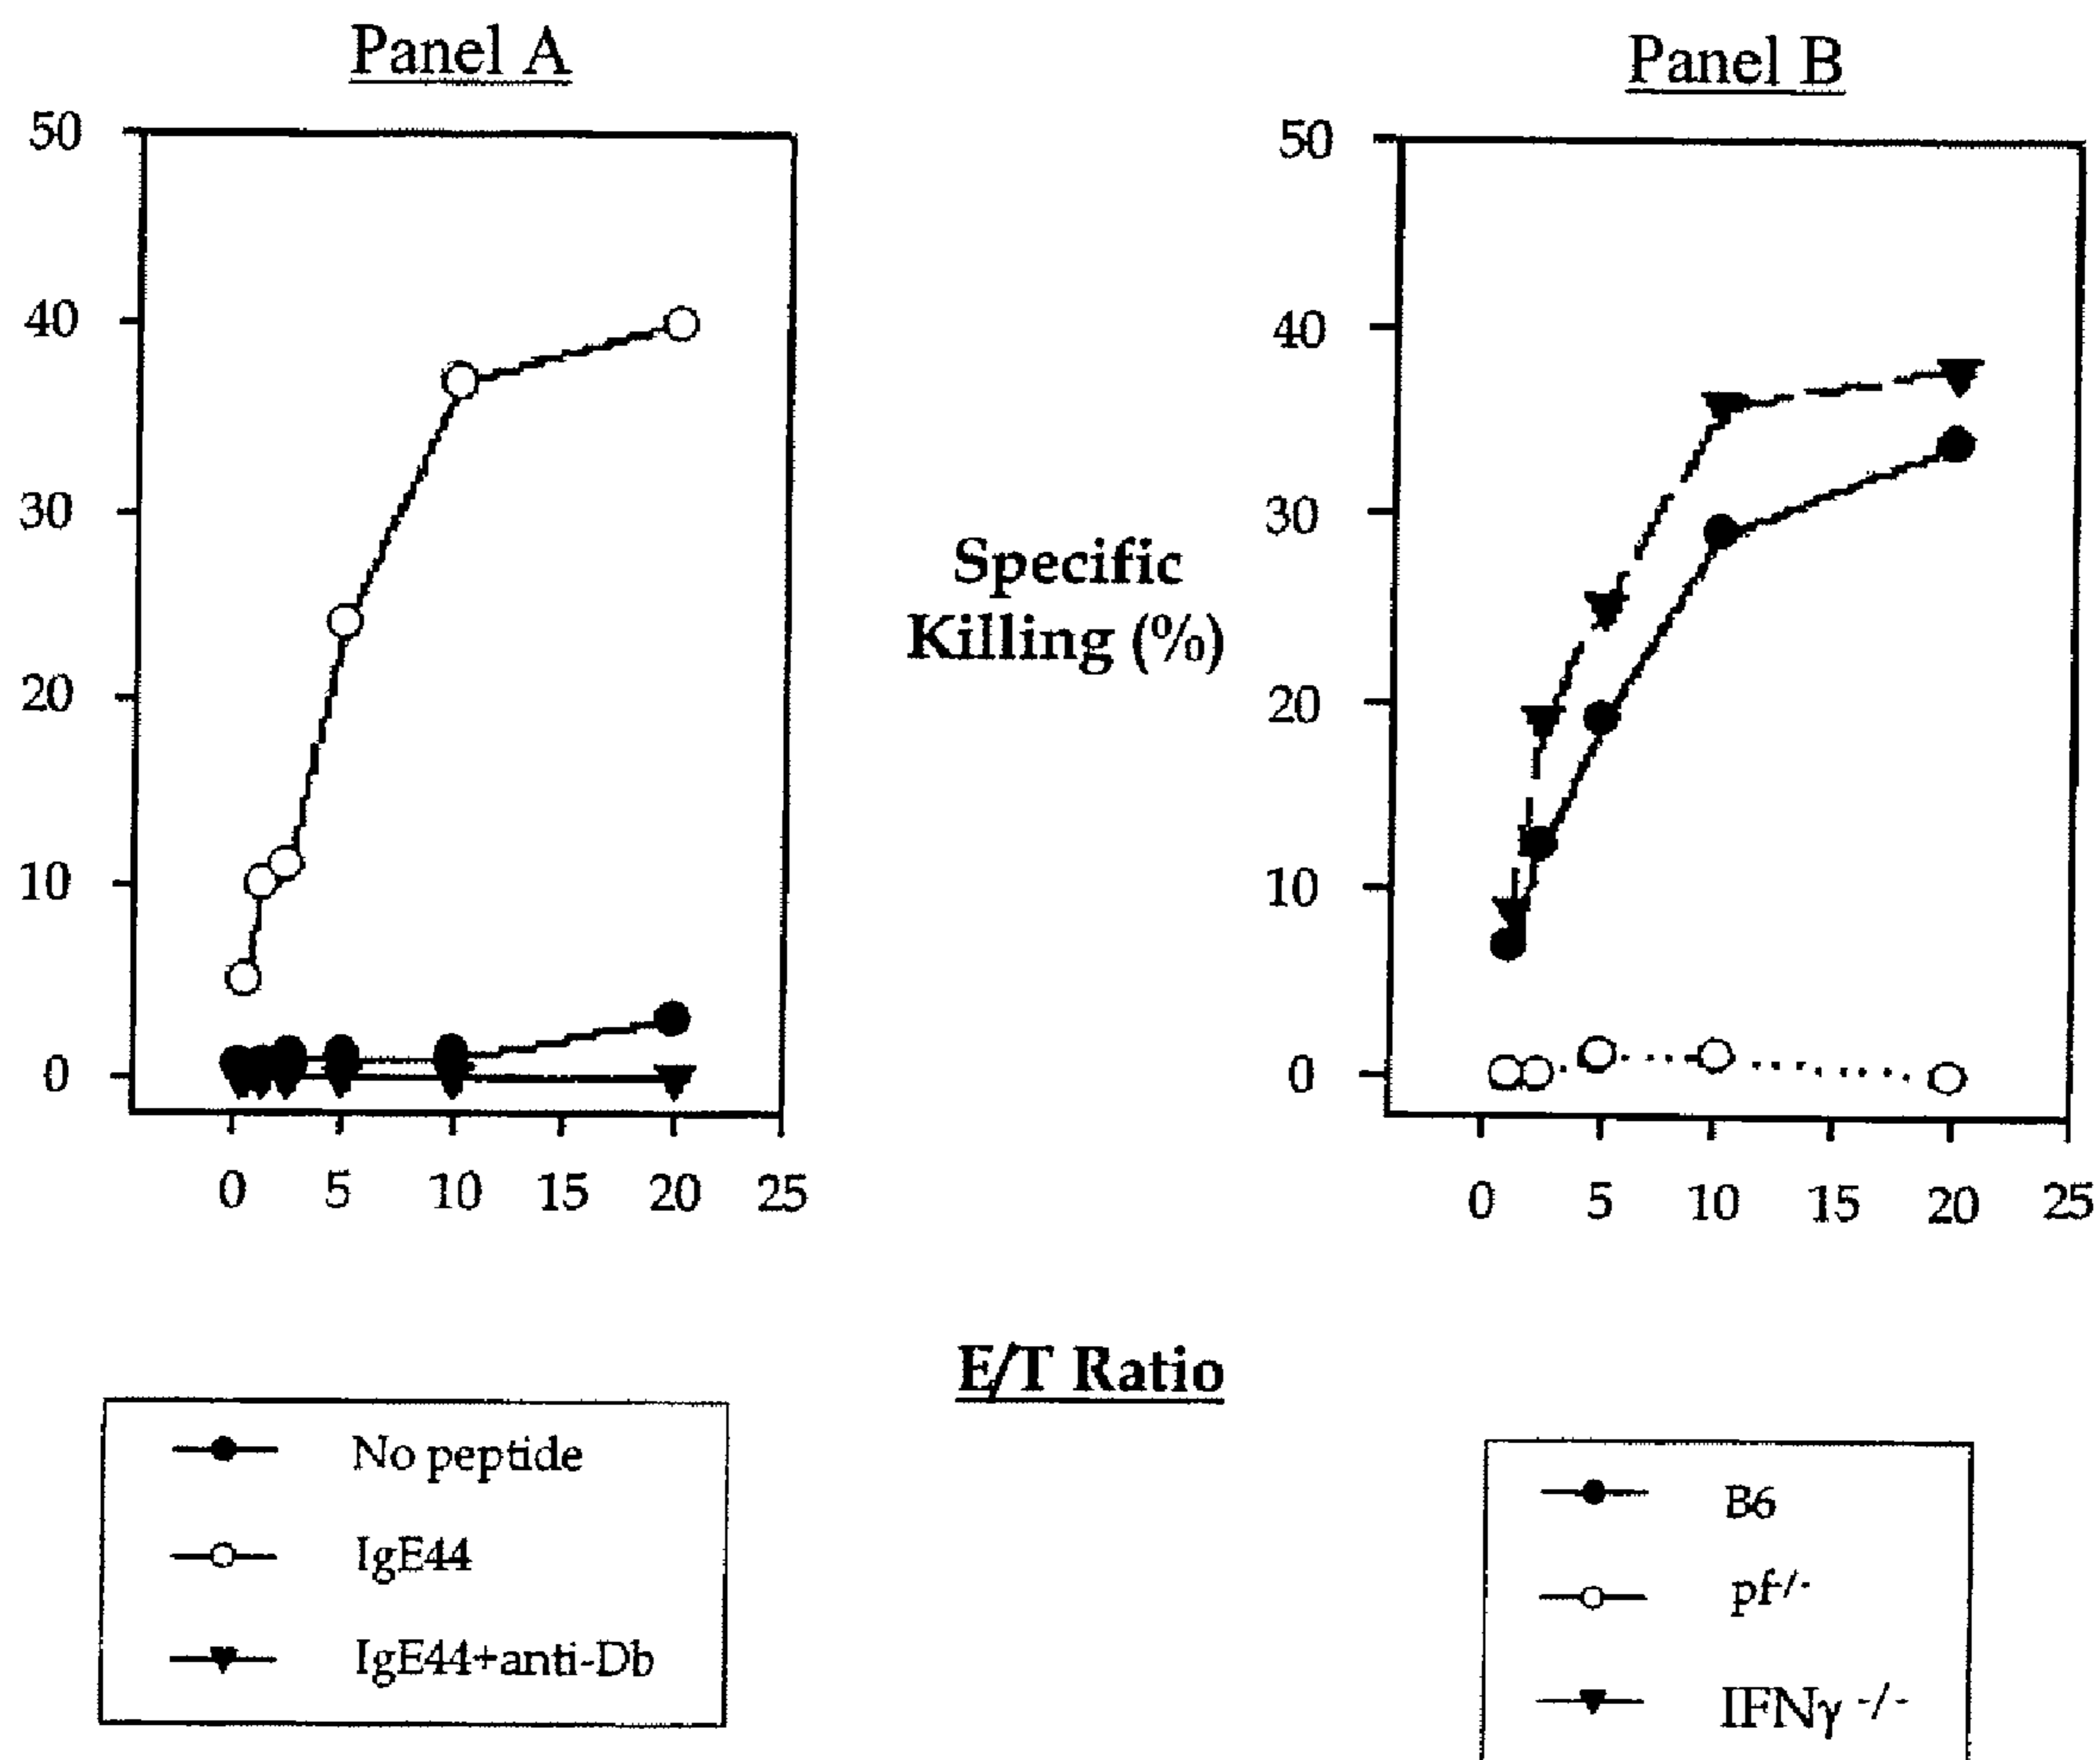 Panel A
50
40
30
20
10
0
0 5 10 15 20 25
Specific
Killing (%)
Panel B
50
40
30
20
10
0
0 5 10 15 20 25
E/T Ratio
No peptide
IgE44
IgE44+anti-Db
B6
pf-/-
IFNγ -/-